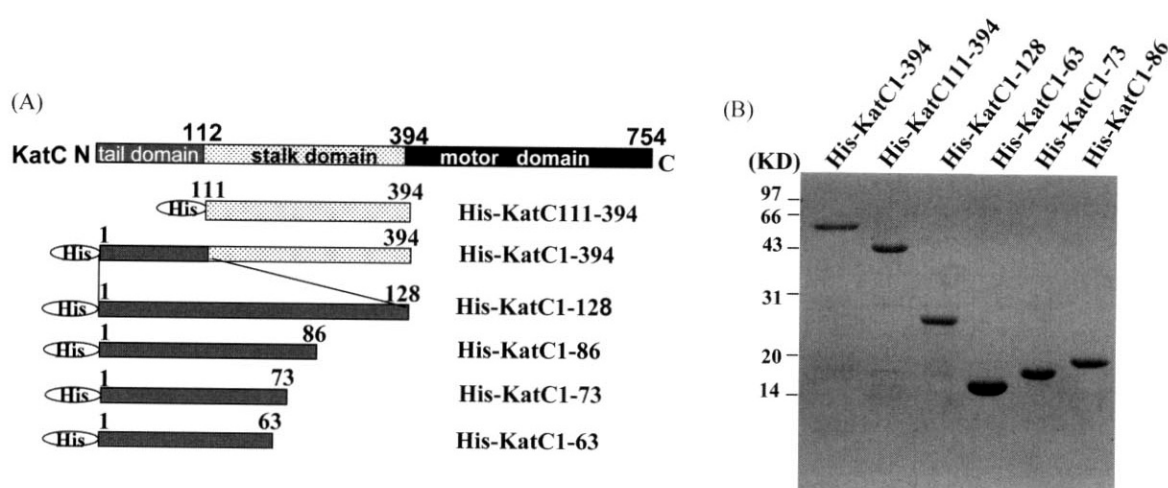 (A)
112 394 754
KatC N tail domain stalk domain motor domain C
111 394
His His-KatC111-394
1 394
His His-KatC1-394
1 128
His His-KatC1-128
1 86
His His-KatC1-86
1 73
His His-KatC1-73
1 63
His His-KatC1-63
(B)
His-KatC1-394
His-KatC111-394
His-KatC1-128
His-KatC1-63
His-KatC1-73
His-KatC1-86
(KD)
97
66
43
31
20
14